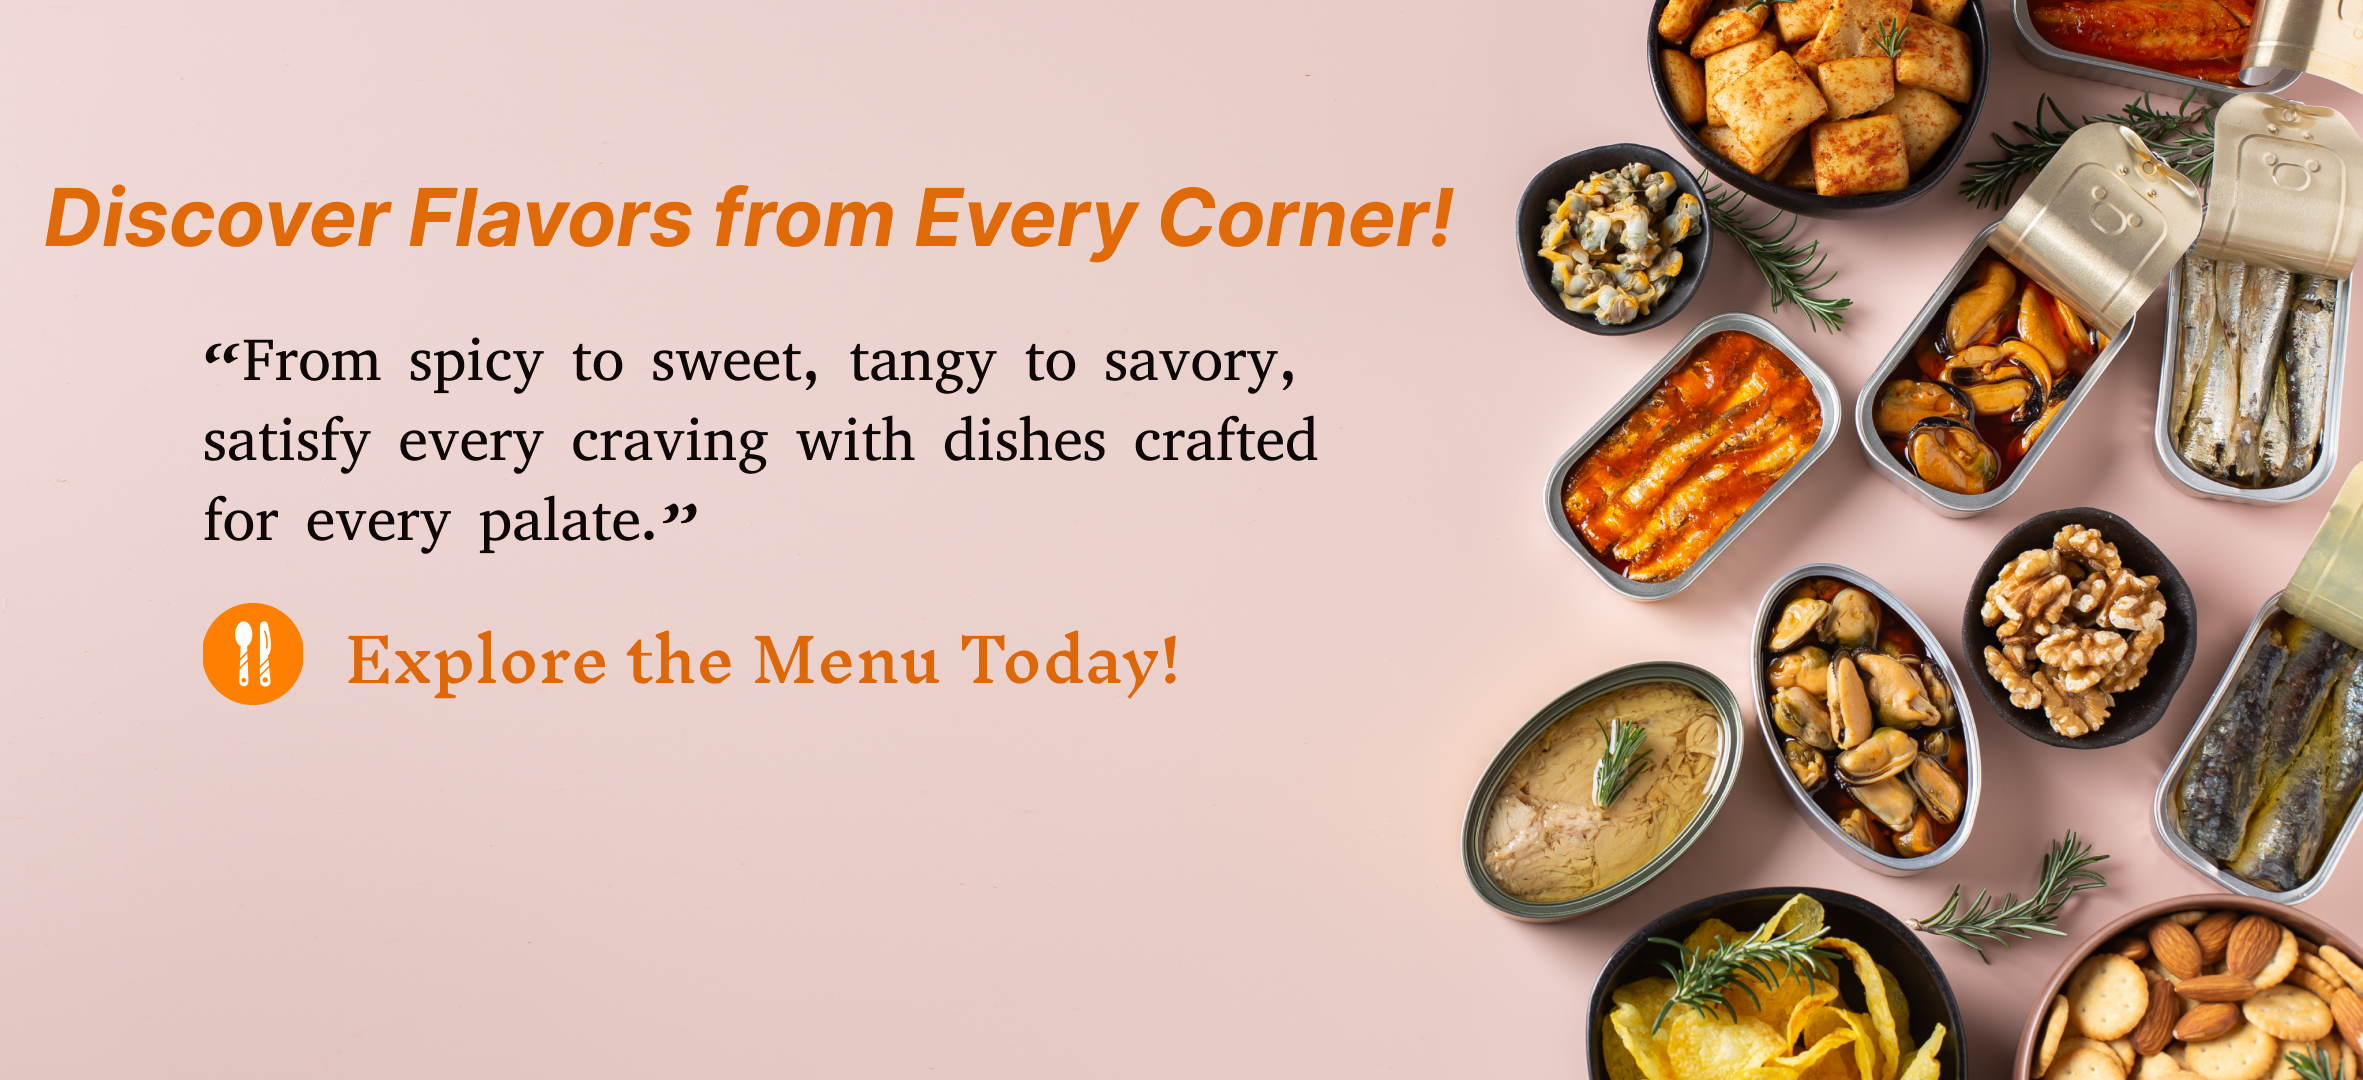 Discover Flavors from Every Corner!
“From spicy to sweet, tangy to savory,
satisfy every craving with dishes crafted
for every palate.”
Explore the Menu Today!